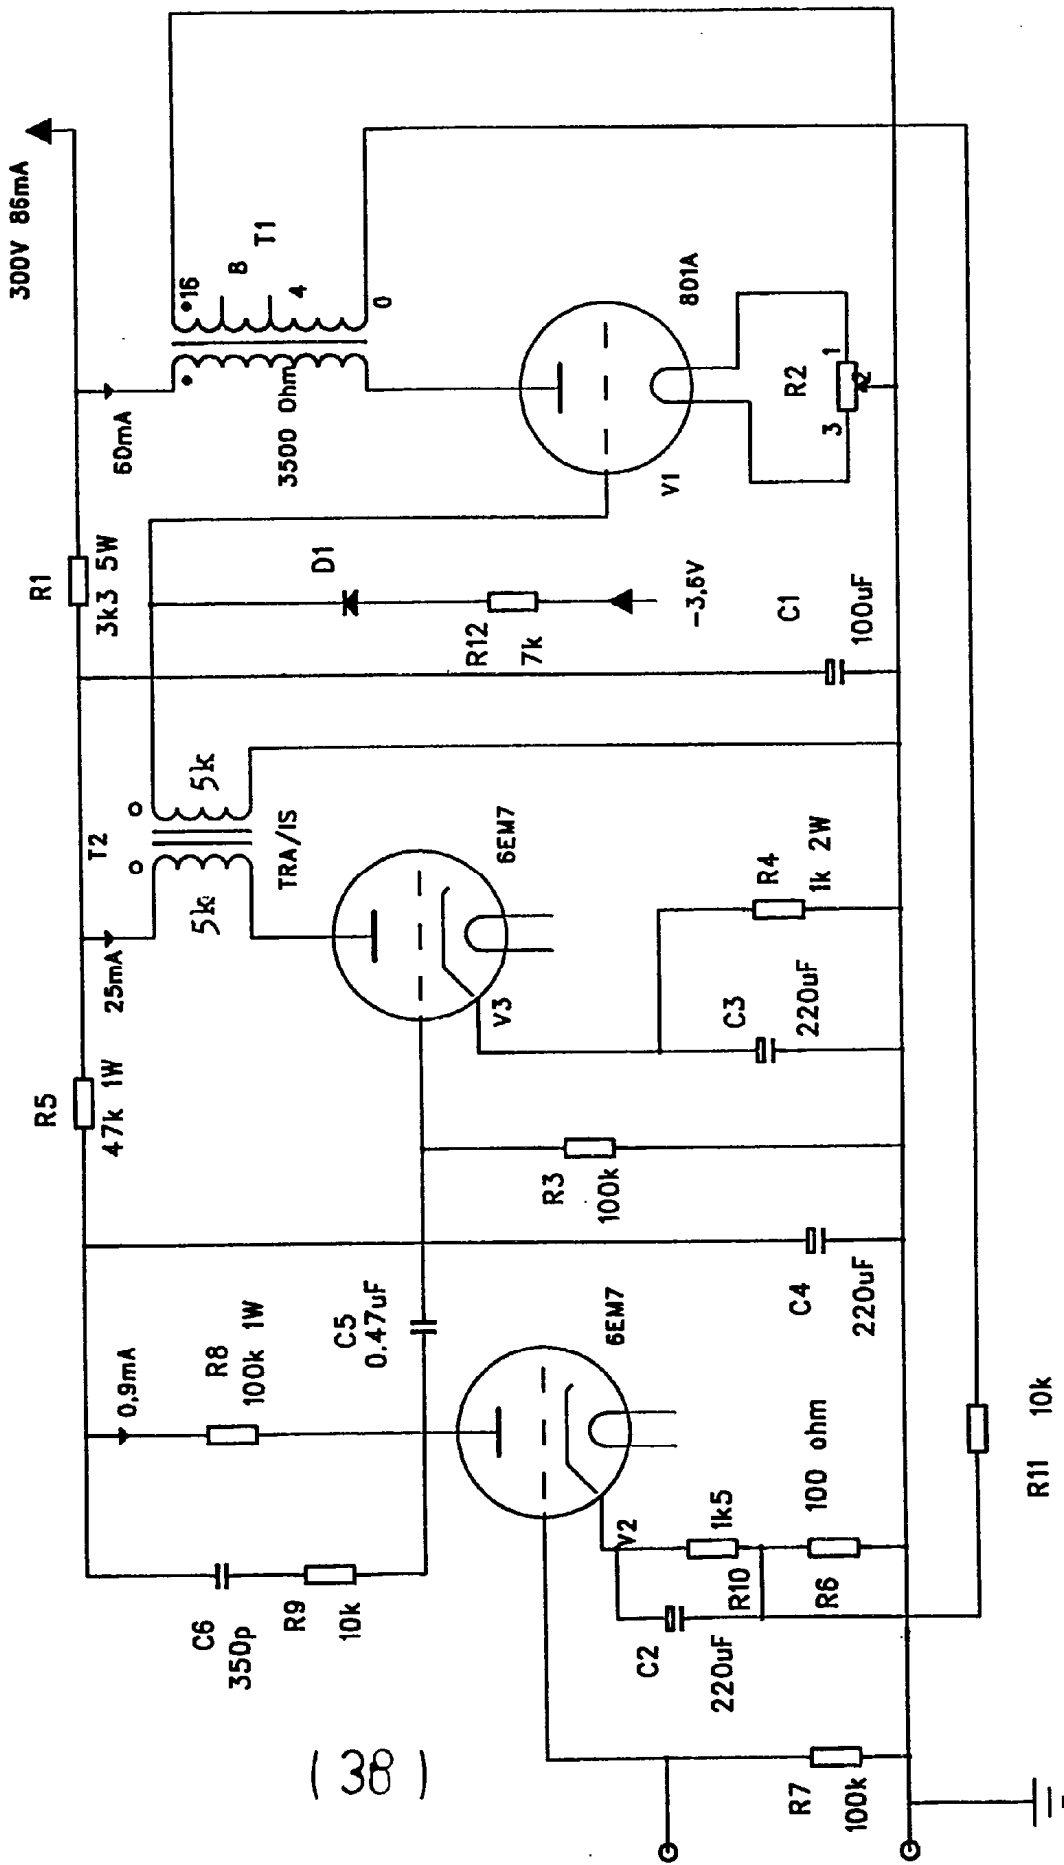 300V 86mA
R1
3k3 5W
60mA
•16
8
T1
4
0
3500 Ohm
801A
V1
R2
1
2
3
D1
R12
7k
-3,6V
C1
100uF
T2
5k
5k
TRA/IS
25mA
6EM7
V3
R4
1k 2W
C3
220uF
R5
47k 1W
R3
100k
C4
220uF
C5
0.47uF
0,9mA
R8
100k 1W
6EM7
V2
C6
350p
R9
10k
1k5
R10
100 ohm
R6
C2
220uF
R11 10k
R7
100k
(38)